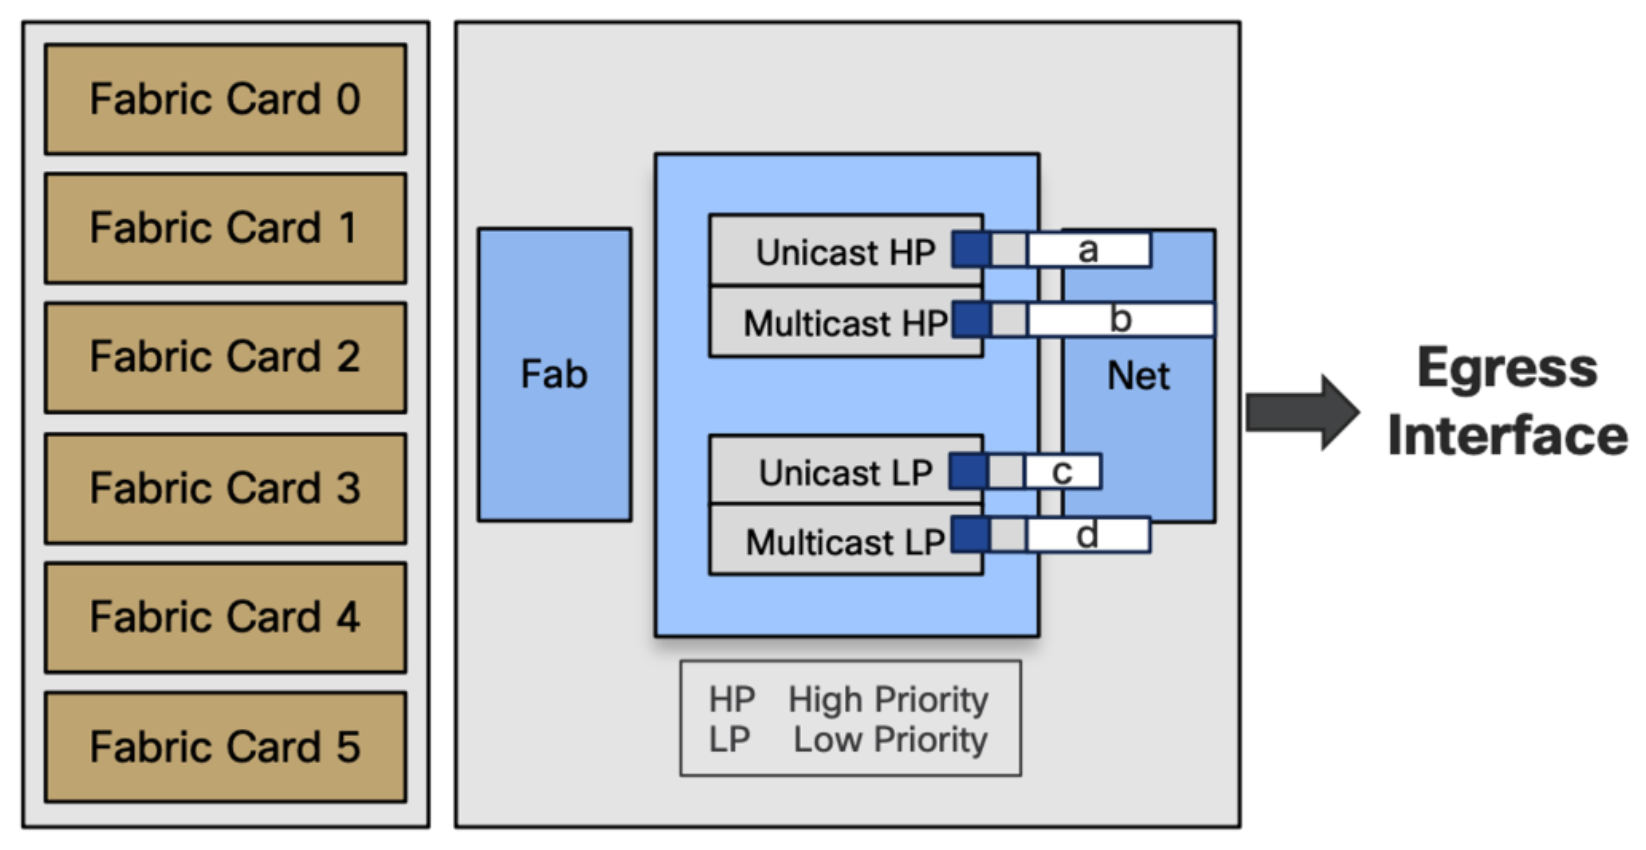 Fabric Card 0
Fabric Card 1
Fabric Card 2
Fabric Card 3
Fabric Card 4
Fabric Card 5
Fab
Unicast HP
a
Multicast HP
b
Unicast LP
c
Multicast LP
d
Net
HP High Priority
LP Low Priority
Egress
Interface